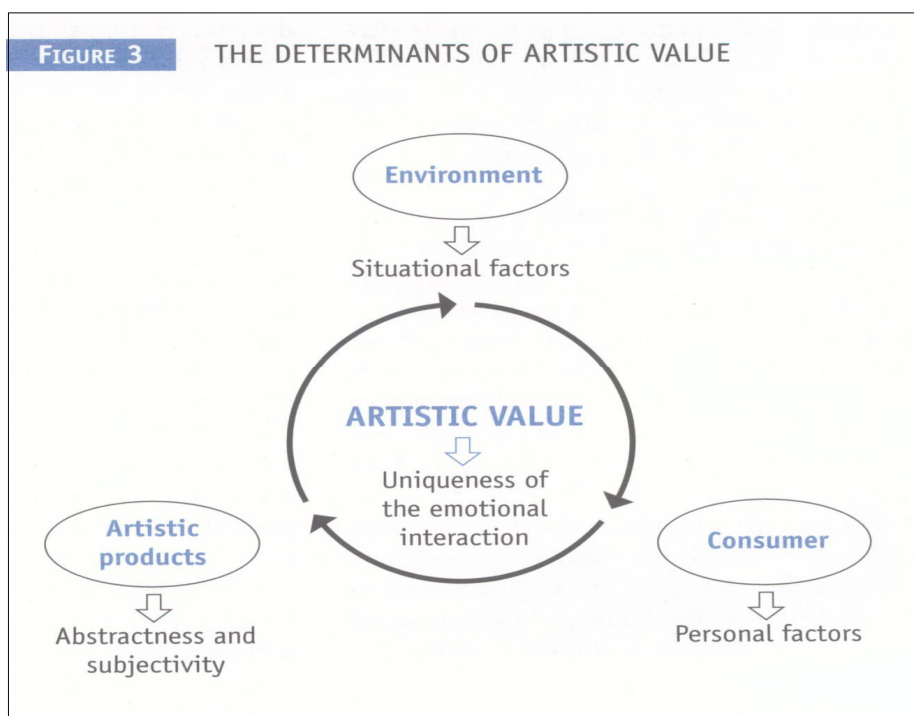 FIGURE 3
THE DETERMINANTS OF ARTISTIC VALUE
Environment
Situational factors
ARTISTIC VALUE
Uniqueness of
the emotional
interaction
Artistic
products
Abstractness and
subjectivity
Consumer
Personal factors